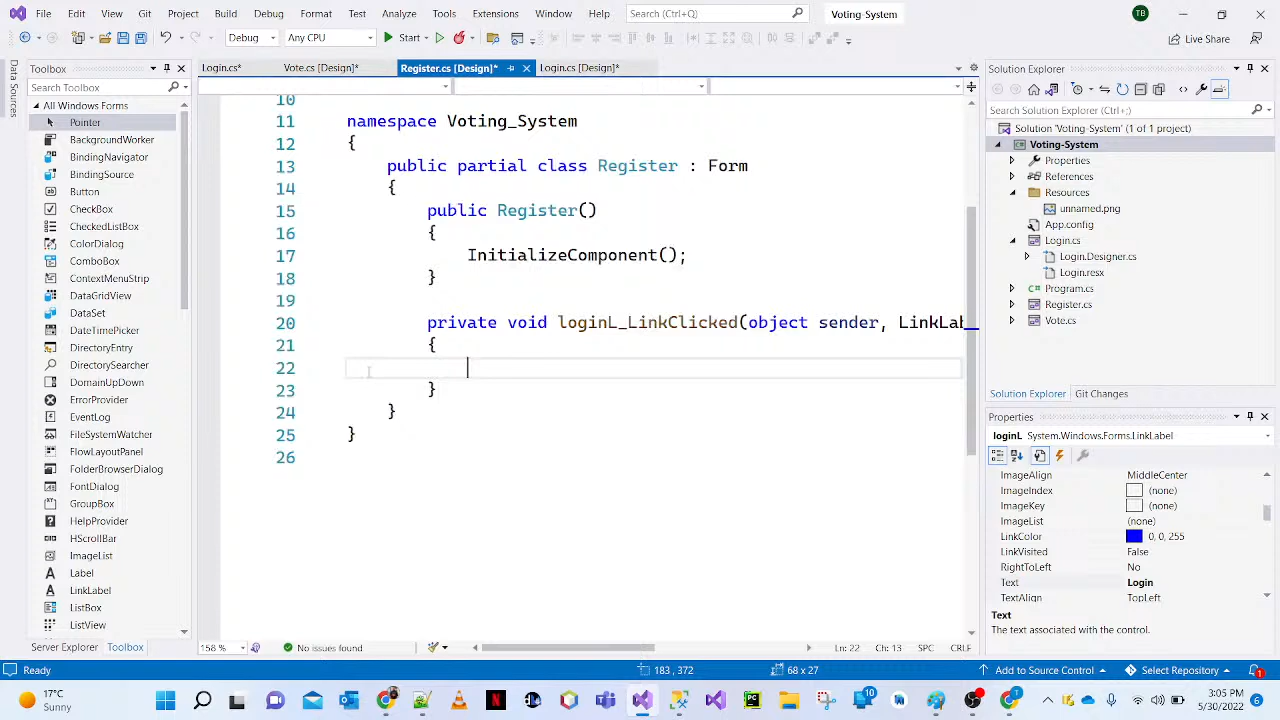 File Edit View Git Project Build Debug Format Test Analyze Tools Extensions Window Help Search (Ctrl+Q) Voting-System TB
Debug Any CPU Start Live Share
Data Sources
Toolbox
Search Toolbox
All Windows Forms
Pointer
BackgroundWorker
BindingNavigator
BindingSource
Button
CheckBox
CheckedListBox
ColorDialog
ComboBox
ContextMenuStrip
DataGridView
DataSet
DateTimePicker
DirectoryEntry
DirectorySearcher
DomainUpDown
ErrorProvider
EventLog
FileSystemWatcher
FlowLayoutPanel
FolderBrowserDialog
FontDialog
GroupBox
HelpProvider
HScrollBar
ImageList
Label
LinkLabel
ListBox
ListView
Server Explorer Toolbox
Login.cs* Vote.cs [Design]* Register.cs [Design]* Login.cs [Design]*
10
11 namespace Voting_System
12 {
13 public partial class Register : Form
14 {
15 public Register()
16 {
17 InitializeComponent();
18 }
19
20 private void loginL_LinkClicked(object sender, LinkLab
21 {
22
23 }
24 }
25 }
26
158 % No issues found Ln: 22 Ch: 13 SPC CRLF
Solution Explorer
Search Solution Explorer (Ctrl+;)
Solution 'Voting-System' (1 of 1 project)
Voting-System
Properties
References
Resources
unnamed.png
App.config
Login.cs
Login.Designer.cs
Login.resx
Program.cs
Register.cs
Vote.cs
Solution Explorer Git Changes
Properties
loginL System.Windows.Forms.LinkLabel
ImageAlign MiddleCenter
ImageIndex (none)
ImageKey (none)
ImageList (none)
LinkColor 0, 0, 255
LinkVisited False
RightToLeft No
Text Login
TextAlign TopLeft
Text
The text associated with the control.
Ready 183 , 372 68 x 27 Add to Source Control Select Repository 1
17°C
Sunny
10
3:05 PM
5/30/2022
6